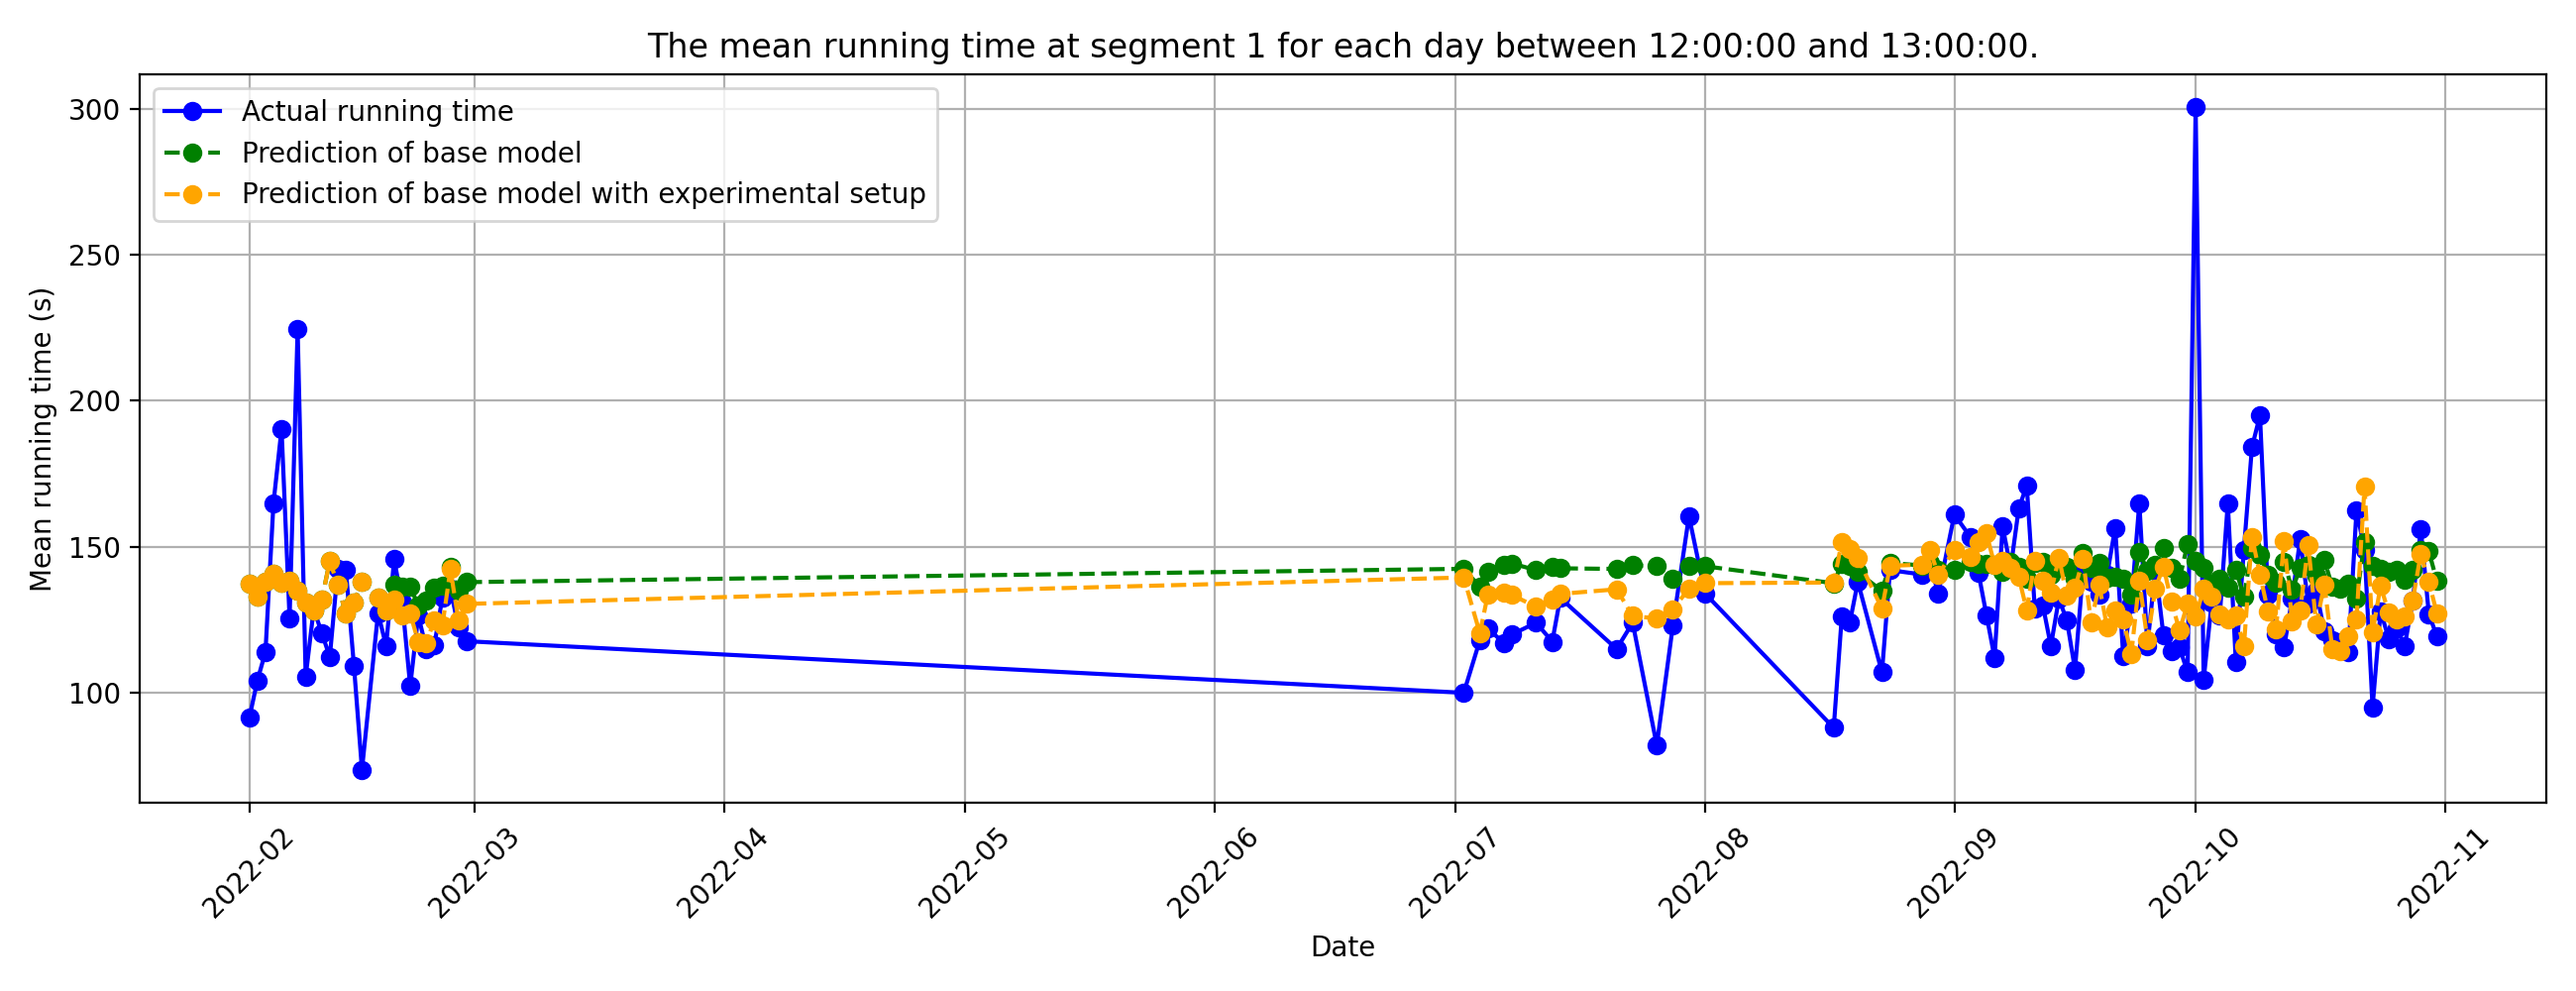 The mean running time at segment 1 for each day between 12:00:00 and 13:00:00.
Actual running time
Prediction of base model
Prediction of base model with experimental setup
Mean running time (s)
300
250
200
150
100
2022-02
2022-03
2022-04
2022-05
2022-06
2022-07
2022-08
2022-09
2022-10
2022-11
Date